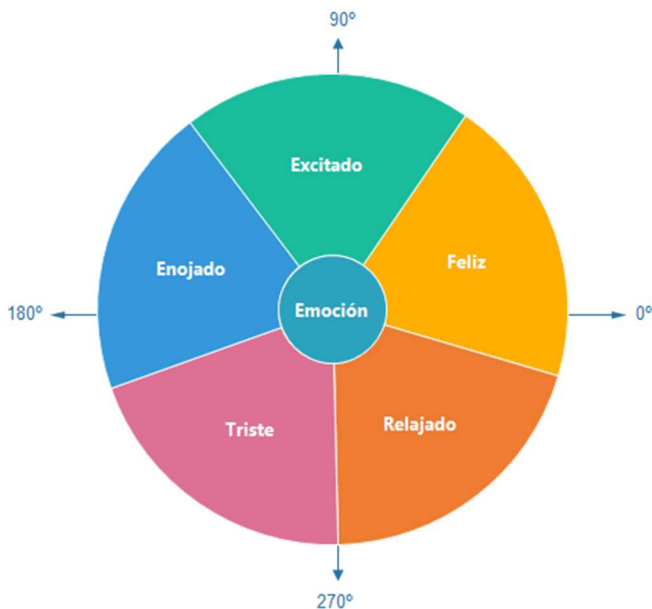 90º
Excitado
Enojado
Feliz
Emoción
180º
0º
Triste
Relajado
270º